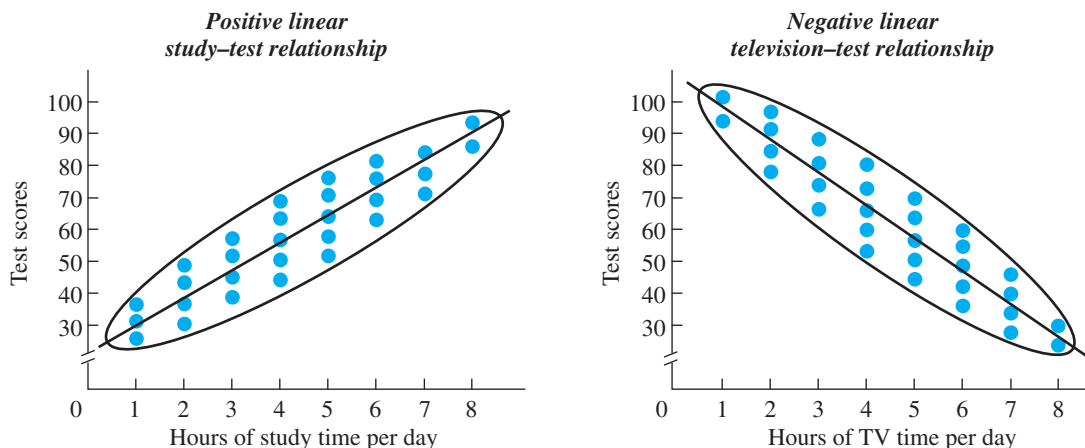 Positive linear
study–test relationship
Test scores
100
90
80
70
60
50
40
30
0
1 2 3 4 5 6 7 8
Hours of study time per day
Negative linear
television–test relationship
Test scores
100
90
80
70
60
50
40
30
0
1 2 3 4 5 6 7 8
Hours of TV time per day